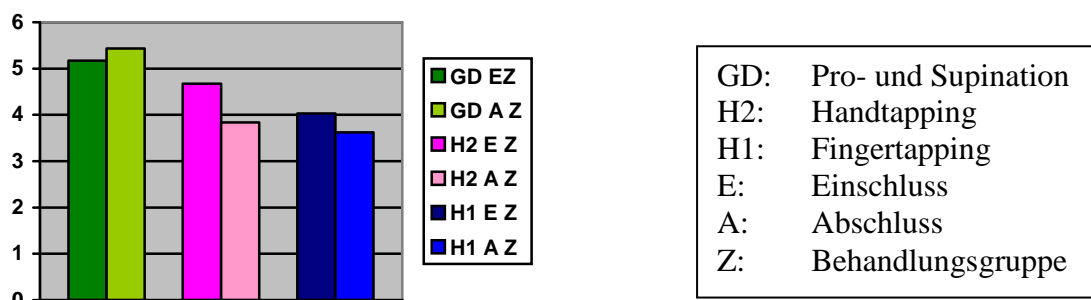 6
5
4
3
2
1
0
GD EZ
GD A Z
H2 E Z
H2 A Z
H1 E Z
H1 A Z
GD: Pro- und Supination
H2: Handtapping
H1: Fingertapping
E: Einschluss
A: Abschluss
Z: Behandlungsgruppe